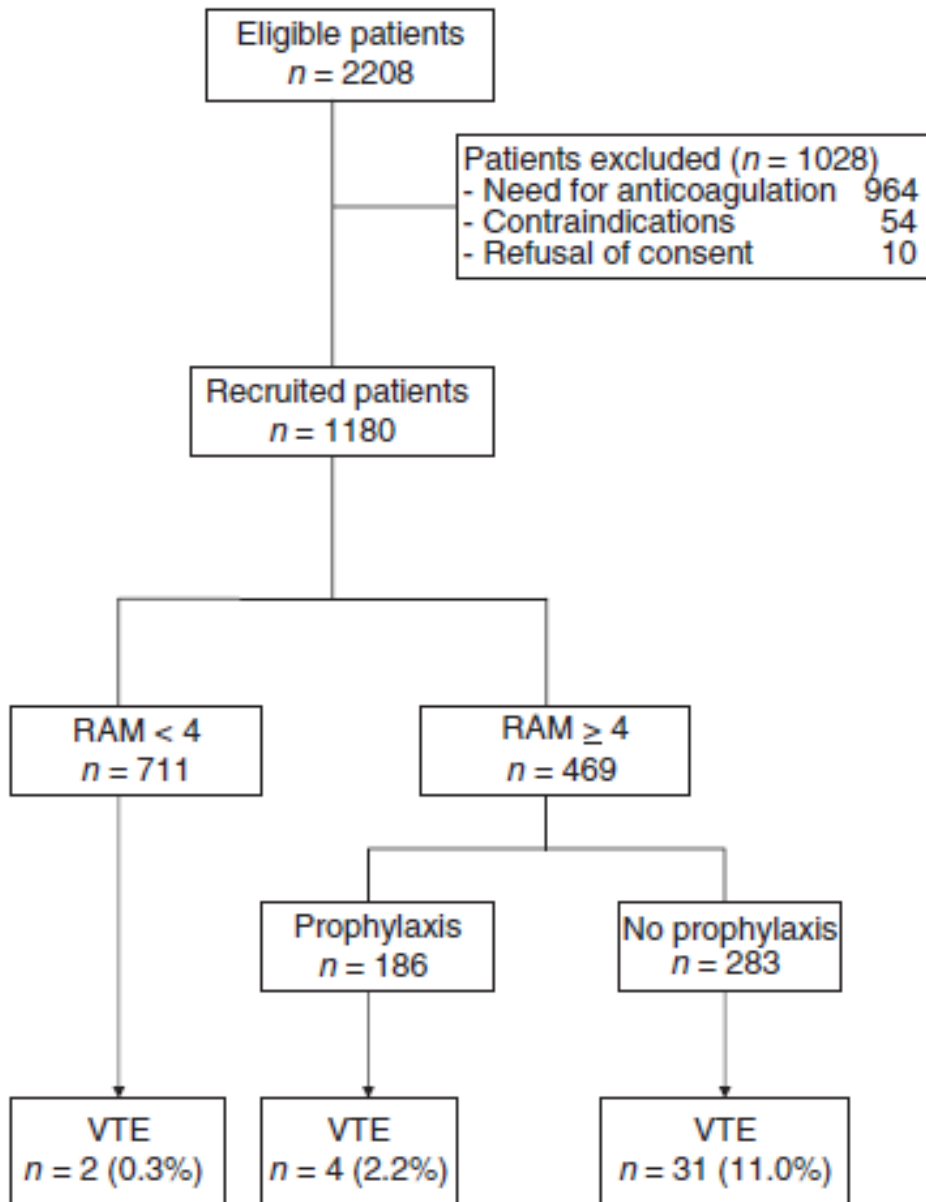 Eligible patients
n = 2208
Patients excluded (n = 1028)
- Need for anticoagulation 964
- Contraindications 54
- Refusal of consent 10
Recruited patients
n = 1180
RAM < 4
n = 711
RAM ≥ 4
n = 469
Prophylaxis
n = 186
No prophylaxis
n = 283
VTE
n = 2 (0.3%)
VTE
n = 4 (2.2%)
VTE
n = 31 (11.0%)